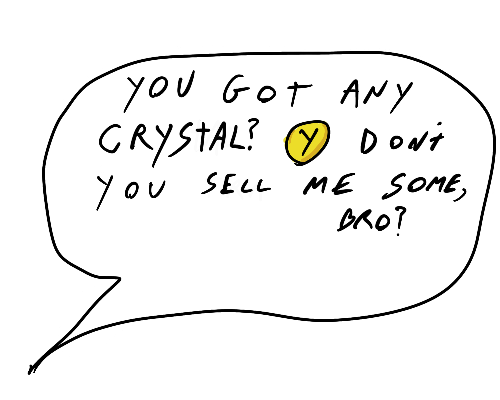 YOU GOT ANY
CRYSTAL? Y DON'T
YOU SELL ME SOME,
BRO?